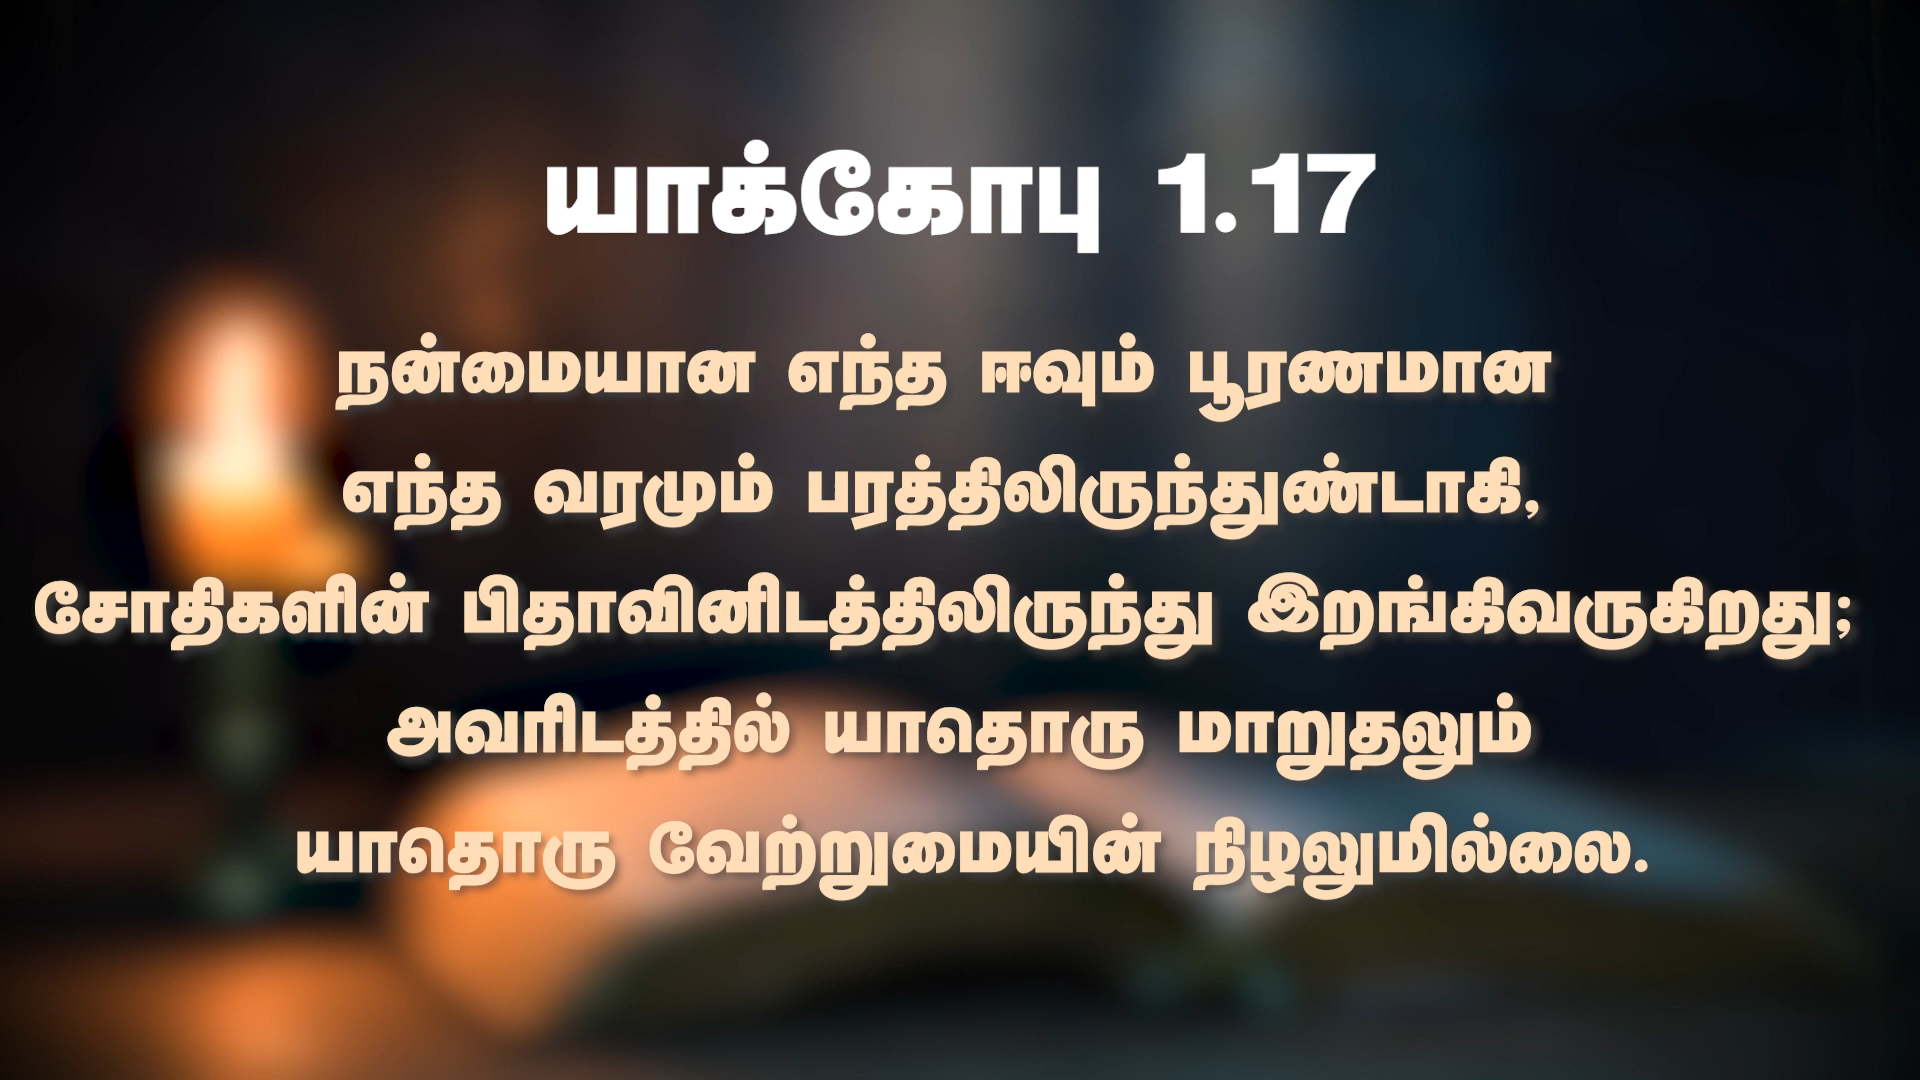 யாக்கோபு 1.17
நன்மையான எந்த ஈவும் பூரணமான
எந்த வரமும் பரத்திலிருந்துண்டாகி,
சோதிகளின் பிதாவினிடத்திலிருந்து இறங்கிவருகிறது;
அவரிடத்தில் யாதொரு மாறுதலும்
யாதொரு வேற்றுமையின் நிழலுமில்லை.